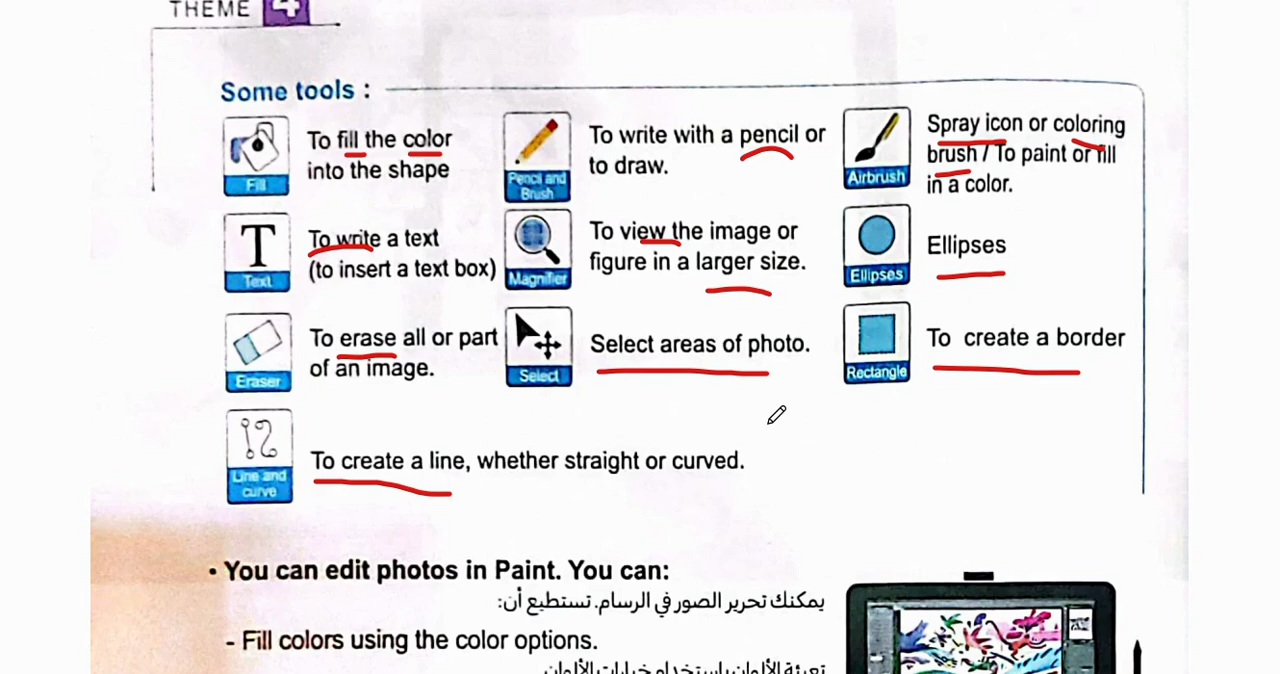 THEME 4
Some tools :
Fill
To fill the color
into the shape
Pencil and
Brush
To write with a pencil or
to draw.
Airbrush
Spray icon or coloring
brush / To paint or fill
in a color.
T
Text
To write a text
(to insert a text box)
Magnifier
To view the image or
figure in a larger size.
Ellipses
Ellipses
Eraser
To erase all or part
of an image.
Select
Select areas of photo.
Rectangle
To create a border
Line and
curve
To create a line, whether straight or curved.
• You can edit photos in Paint. You can:
يمكنك تحرير الصور في الرسام. تستطيع أن:
- Fill colors using the color options.
تعبئة الألوان باستخدام خيارات الألوان